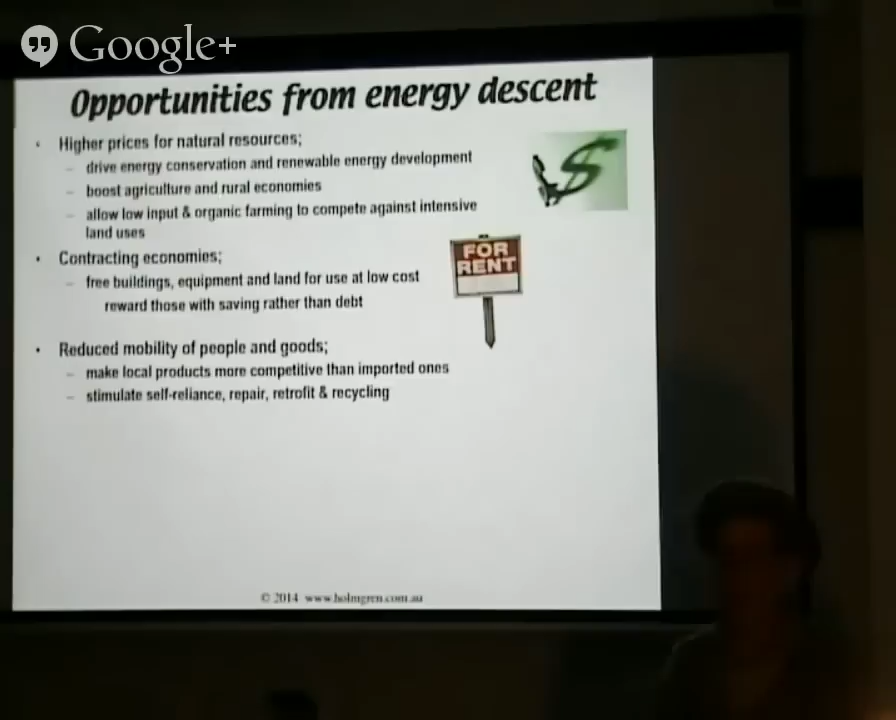 Google+
Opportunities from energy descent
• Higher prices for natural resources;
– drive energy conservation and renewable energy development
– boost agriculture and rural economies
– allow low input & organic farming to compete against intensive
land uses
• Contracting economies;
– free buildings, equipment and land for use at low cost
reward those with saving rather than debt
• Reduced mobility of people and goods;
– make local products more competitive than imported ones
– stimulate self-reliance, repair, retrofit & recycling
FOR
RENT
© 2014 www.holmgren.com.au